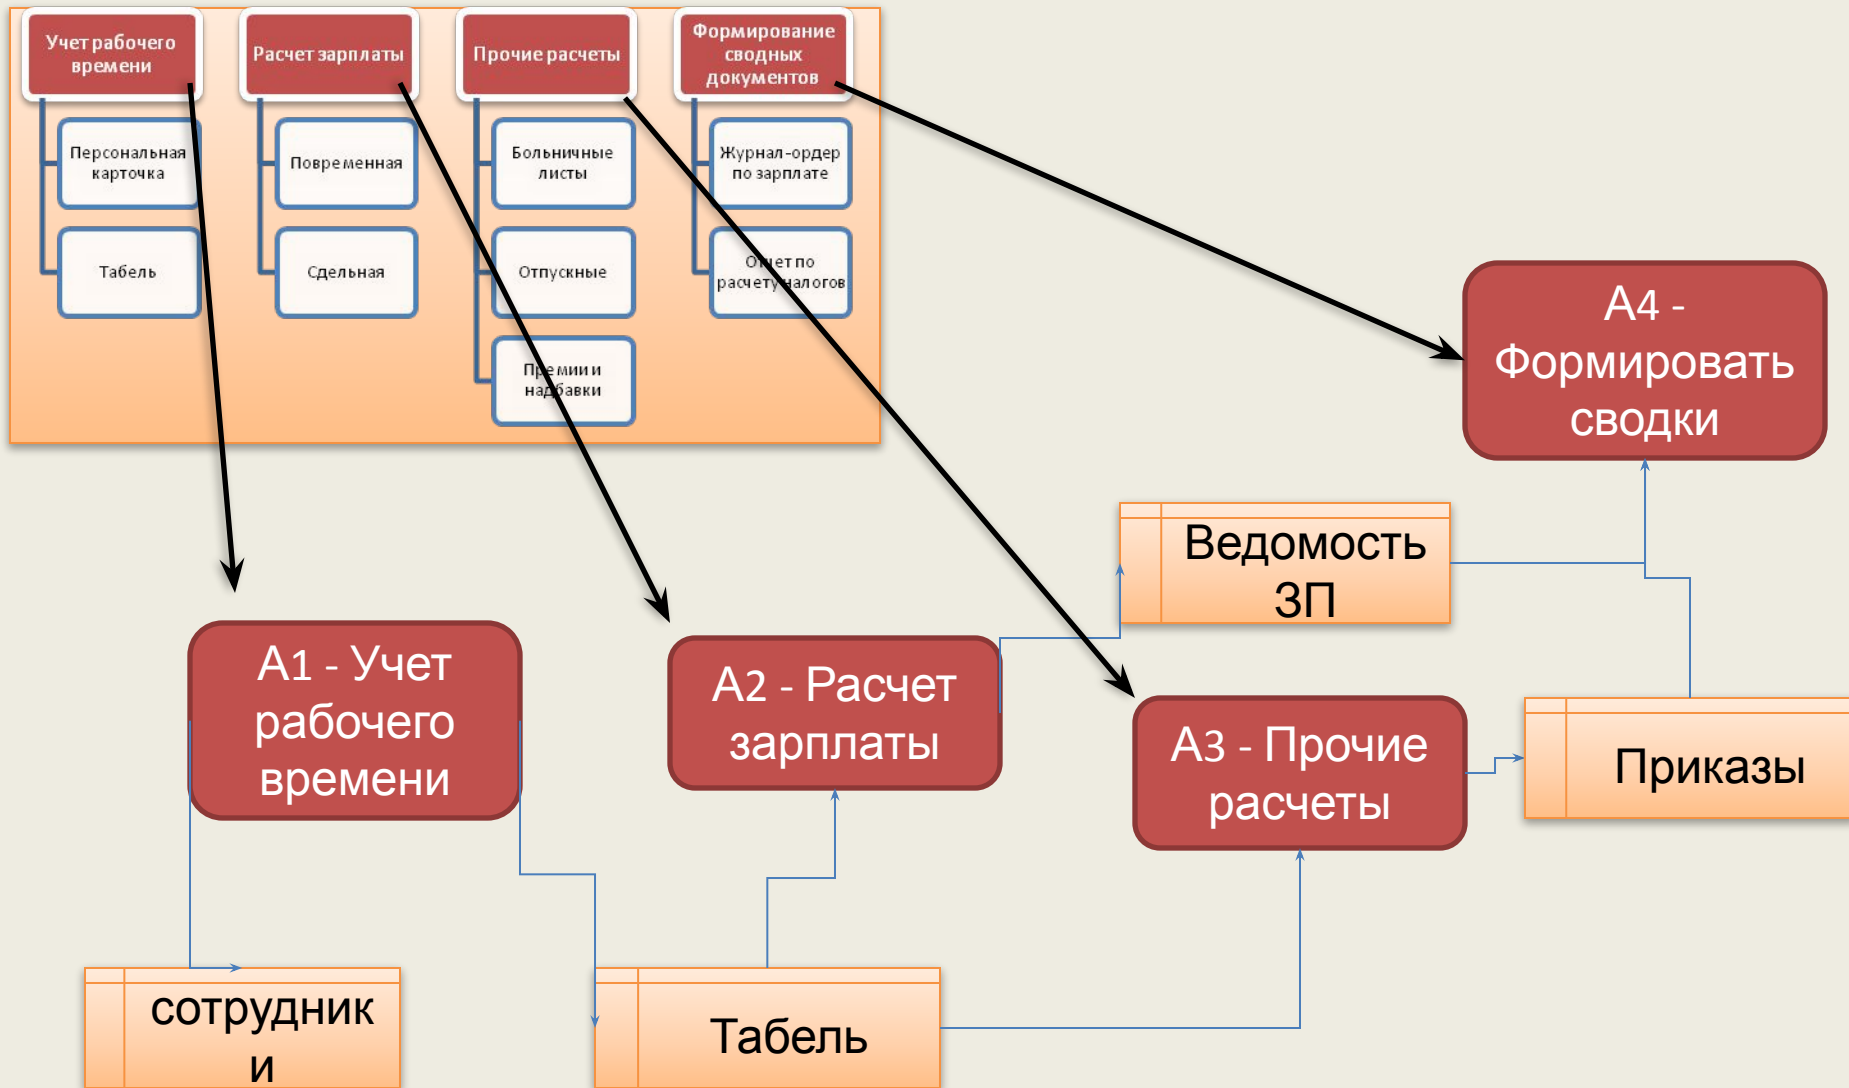 Учет рабочего
времени
Персональная
карточка
Табель
Расчет зарплаты
Повременная
Сдельная
Прочие расчеты
Больничные
листы
Отпускные
Премии и
надбавки
Формирование
сводных
документов
Журнал-ордер
по зарплате
Отчет по
расчету налогов
А4 -
Формировать
сводки
Ведомость
ЗП
А1 - Учет
рабочего
времени
А2 - Расчет
зарплаты
А3 - Прочие
расчеты
Приказы
сотрудник
и
Табель